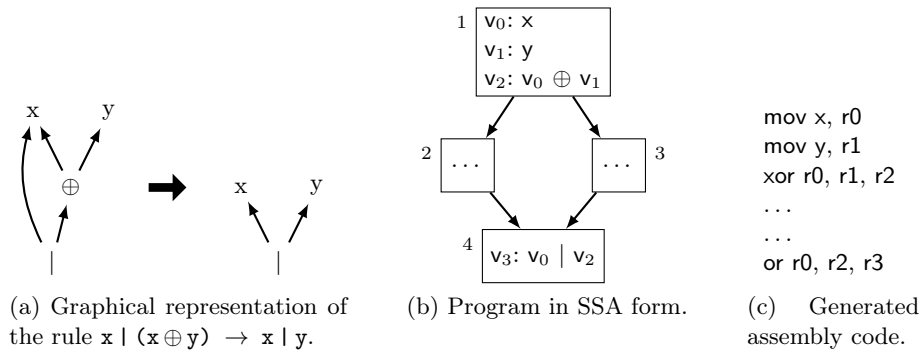 x
y
⊕
|
x
y
|
(a) Graphical representation of
the rule x | (x ⊕ y) → x | y.
1
v₀: x
v₁: y
v₂: v₀ ⊕ v₁
2
...
...
3
4
v₃: v₀ | v₂
(b) Program in SSA form.
mov x, r0
mov y, r1
xor r0, r1, r2
...
...
or r0, r2, r3
(c) Generated
assembly code.